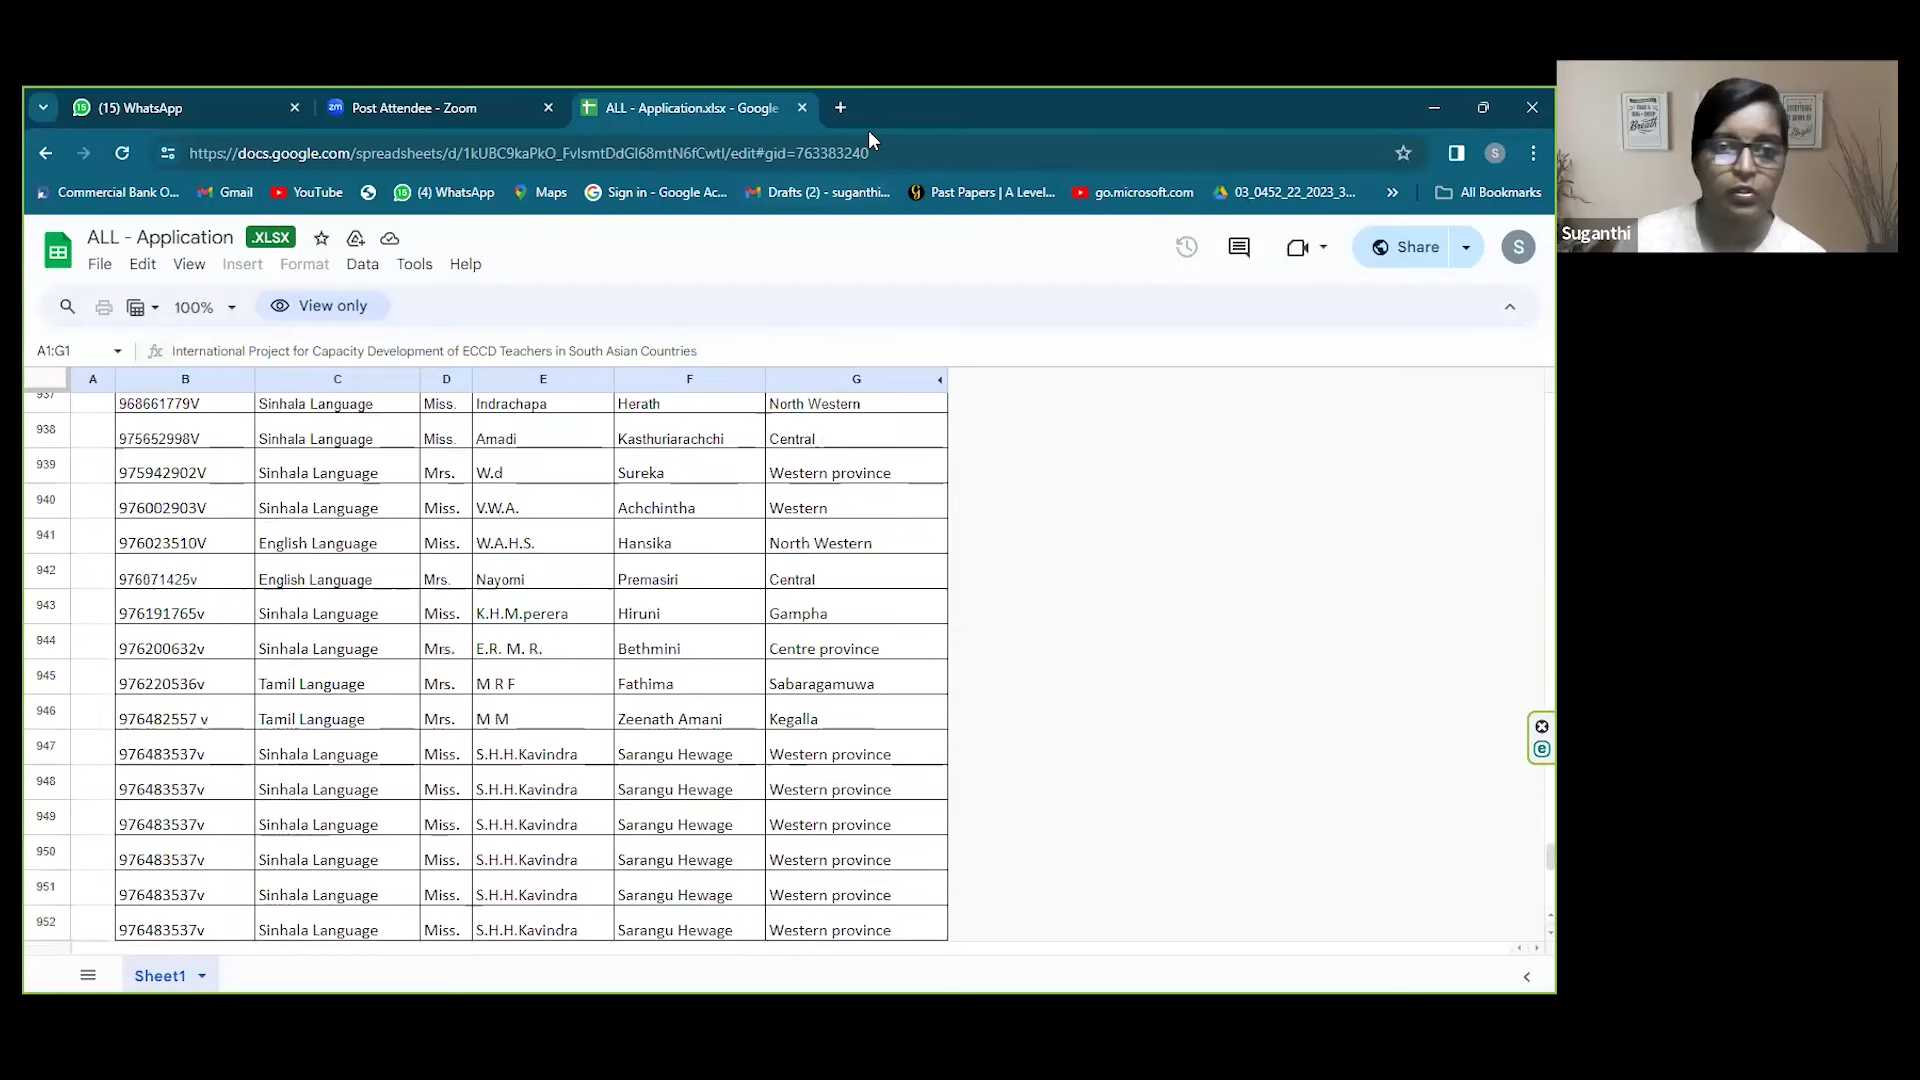 (15) WhatsApp
Post Attendee - Zoom
ALL - Application.xlsx - Google
https://docs.google.com/spreadsheets/d/1kUBC9kaPkO_FvIsmtDdGl68mtN6fCwtI/edit#gid=763383240
Commercial Bank O... Gmail YouTube (4) WhatsApp Maps Sign in - Google Ac... Drafts (2) - suganthi... Past Papers | A Level... go.microsoft.com 03_0452_22_2023_3... » All Bookmarks
ALL - Application .XLSX
Share S
File Edit View Insert Format Data Tools Help
100% View only
A1:G1 fx International Project for Capacity Development of ECCD Teachers in South Asian Countries
A B C D E F G
937 968661779V Sinhala Language Miss. Indrachapa Herath North Western
938 975652998V Sinhala Language Miss. Amadi Kasthuriarachchi Central
939 975942902V Sinhala Language Mrs. W.d Sureka Western province
940 976002903V Sinhala Language Miss. V.W.A. Achchintha Western
941 976023510V English Language Miss. W.A.H.S. Hansika North Western
942 976071425v English Language Mrs. Nayomi Premasiri Central
943 976191765v Sinhala Language Miss. K.H.M.perera Hiruni Gampha
944 976200632v Sinhala Language Mrs. E.R. M. R. Bethmini Centre province
945 976220536v Tamil Language Mrs. M R F Fathima Sabaragamuwa
946 976482557 v Tamil Language Mrs. M M Zeenath Amani Kegalla
947 976483537v Sinhala Language Miss. S.H.H.Kavindra Sarangu Hewage Western province
948 976483537v Sinhala Language Miss. S.H.H.Kavindra Sarangu Hewage Western province
949 976483537v Sinhala Language Miss. S.H.H.Kavindra Sarangu Hewage Western province
950 976483537v Sinhala Language Miss. S.H.H.Kavindra Sarangu Hewage Western province
951 976483537v Sinhala Language Miss. S.H.H.Kavindra Sarangu Hewage Western province
952 976483537v Sinhala Language Miss. S.H.H.Kavindra Sarangu Hewage Western province
Sheet1
Suganthi
Breath